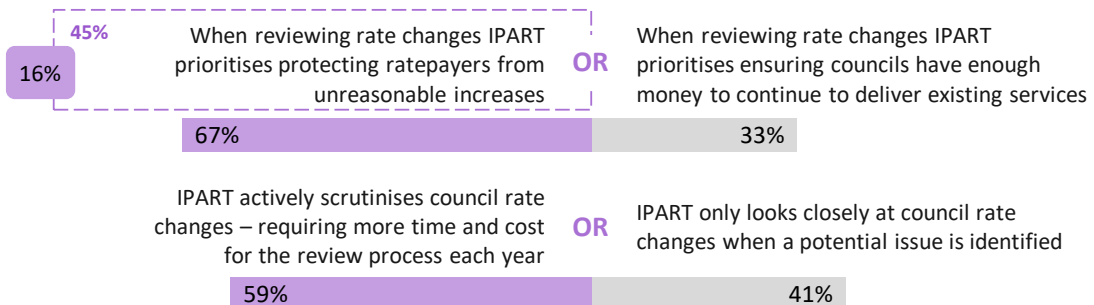 45%
16%
When reviewing rate changes IPART
prioritises protecting ratepayers from
unreasonable increases
OR
When reviewing rate changes IPART
prioritises ensuring councils have enough
money to continue to deliver existing services
67%
33%
IPART actively scrutinises council rate
changes – requiring more time and cost
for the review process each year
OR
IPART only looks closely at council rate
changes when a potential issue is identified
59%
41%